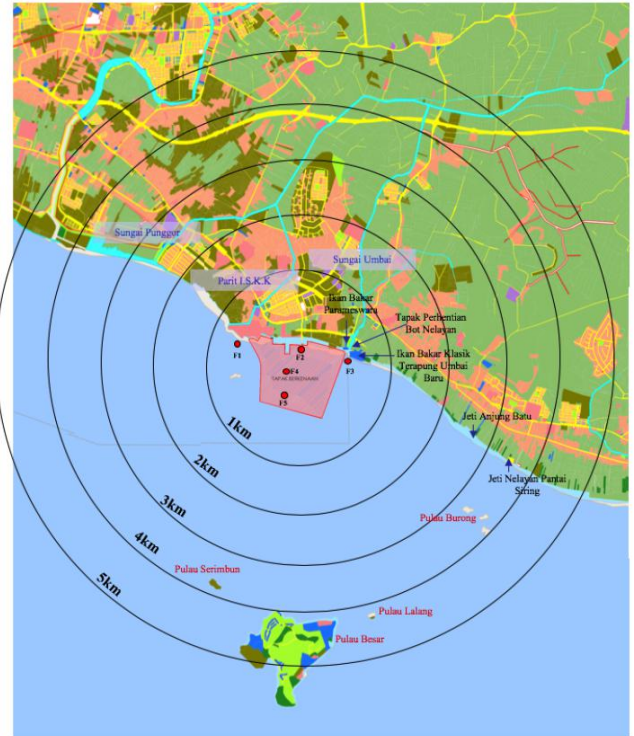 Sungai Punggor
Sungai Umbai
Parit I.S.K.K
Ikan Bakar
Parameswara
Tapak Perhentian
Bot Nelayan
Ikan Bakar Klasik
Terapung Umbai
Baru
F1
F2
F3
F4
TAPAK BERKENAAN
F5
Jeti Anjung Batu
Jeti Nelayan Pantai
Siring
1km
2km
3km
4km
5km
Pulau Burong
Pulau Serimbun
Pulau Lalang
Pulau Besar